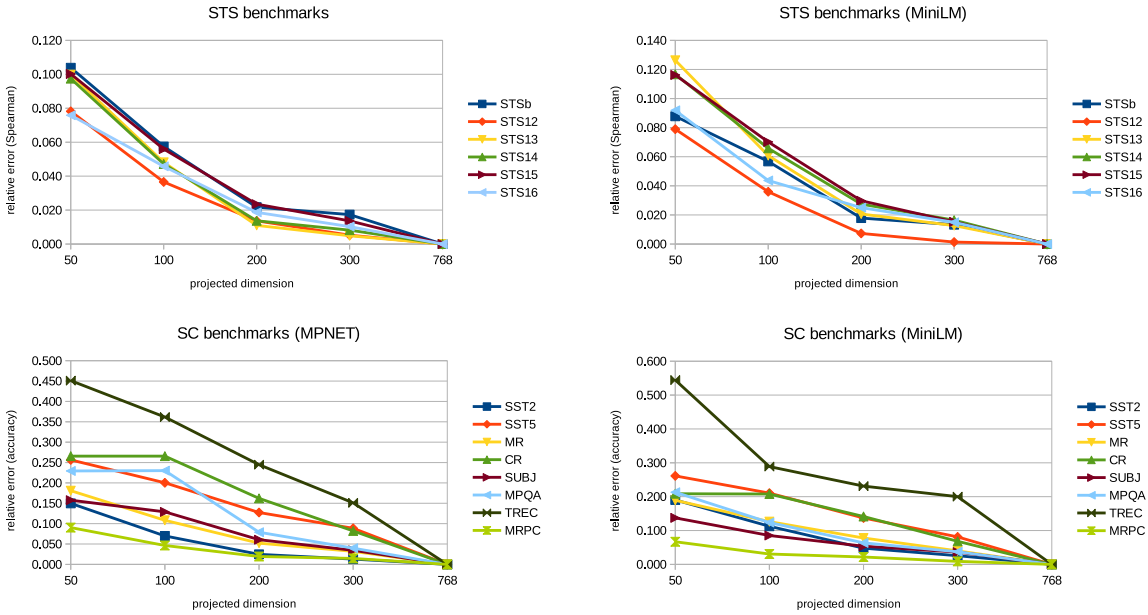 STS benchmarks
relative error (Spearman)
0.120
0.100
0.080
0.060
0.040
0.020
0.000
50 100 200 300 768
projected dimension
STSb
STS12
STS13
STS14
STS15
STS16
STS benchmarks (MiniLM)
relative error (Spearman)
0.140
0.120
0.100
0.080
0.060
0.040
0.020
0.000
50 100 200 300 768
projected dimension
STSb
STS12
STS13
STS14
STS15
STS16
SC benchmarks (MPNET)
relative error (accuracy)
0.500
0.450
0.400
0.350
0.300
0.250
0.200
0.150
0.100
0.050
0.000
50 100 200 300 768
projected dimension
SST2
SST5
MR
CR
SUBJ
MPQA
TREC
MRPC
SC benchmarks (MiniLM)
relative error (accuracy)
0.600
0.500
0.400
0.300
0.200
0.100
0.000
50 100 200 300 768
projected dimension
SST2
SST5
MR
CR
SUBJ
MPQA
TREC
MRPC